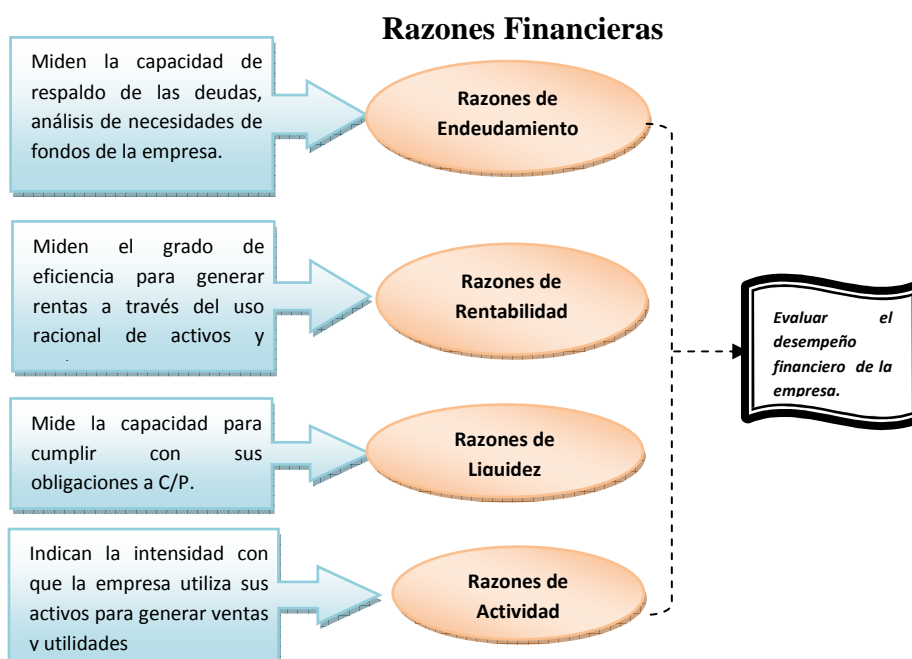 Razones Financieras
Miden la capacidad de
respaldo de las deudas,
análisis de necesidades de
fondos de la empresa.
Razones de
Endeudamiento
Miden el grado de
eficiencia para generar
rentas a través del uso
racional de activos y
Razones de
Rentabilidad
Evaluar el
desempeño
financiero de la
empresa.
Mide la capacidad para
cumplir con sus
obligaciones a C/P.
Razones de
Liquidez
Indican la intensidad con
que la empresa utiliza sus
activos para generar ventas
y utilidades
Razones de
Actividad